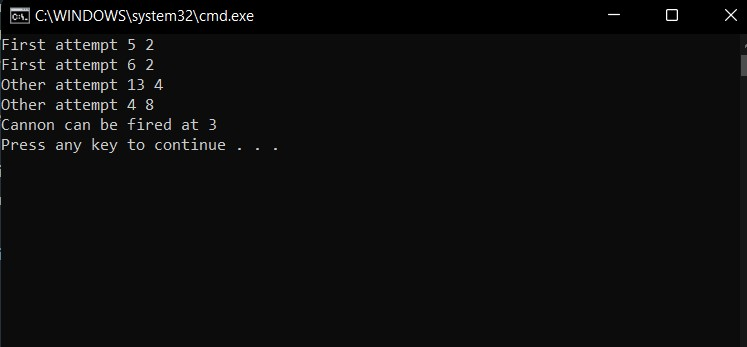 C:\WINDOWS\system32\cmd.exe
First attempt 5 2
First attempt 6 2
Other attempt 13 4
Other attempt 4 8
Cannon can be fired at 3
Press any key to continue . . .